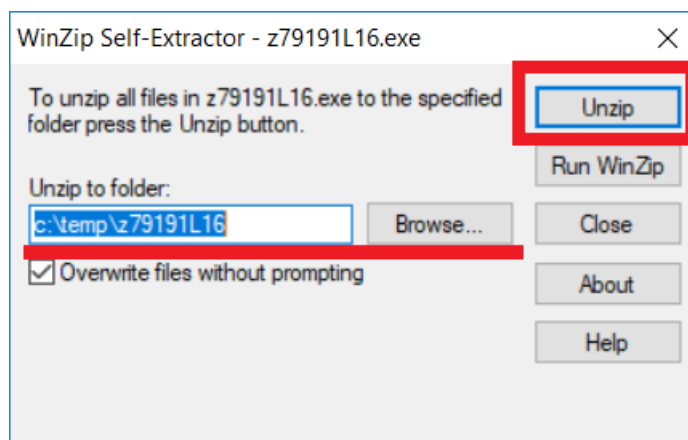 WinZip Self-Extractor - z79191L16.exe
To unzip all files in z79191L16.exe to the specified
folder press the Unzip button.
Unzip
Run WinZip
Unzip to folder:
c:\temp\z79191L16
Browse...
Close
Overwrite files without prompting
About
Help